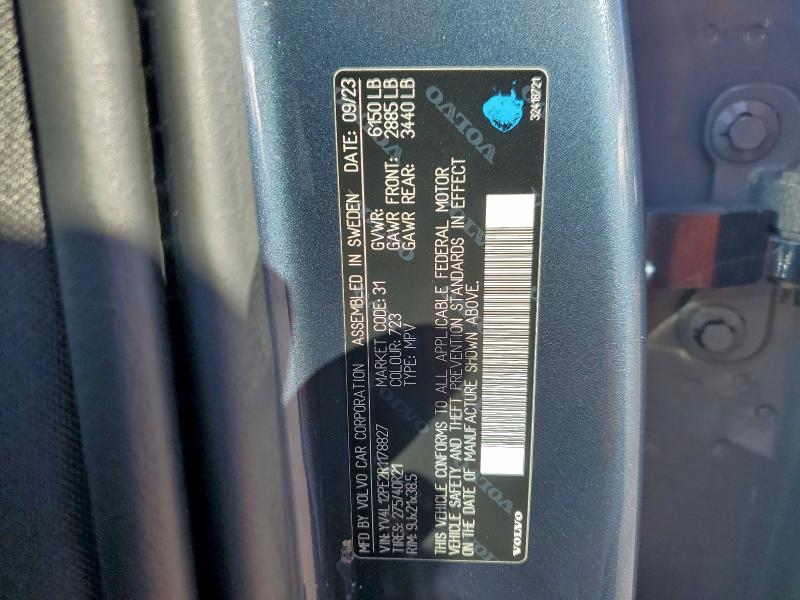 MFD BY VOLVO CAR CORPORATION ASSEMBLED IN SWEDEN DATE: 09/23
VIN: YV4L12PE2R1178827 MARKET CODE: 31 GVWR: 6150 LB
TIRES: 275/40R21 COLOUR: 723 GAWR FRONT: 2885 LB
RIM: 9Jx21x38.5 TYPE: MPV GAWR REAR: 3440 LB
THIS VEHICLE CONFORMS TO ALL APPLICABLE FEDERAL MOTOR
VEHICLE SAFETY AND THEFT PREVENTION STANDARDS IN EFFECT
ON THE DATE OF MANUFACTURE SHOWN ABOVE.
VOLVO 32418721